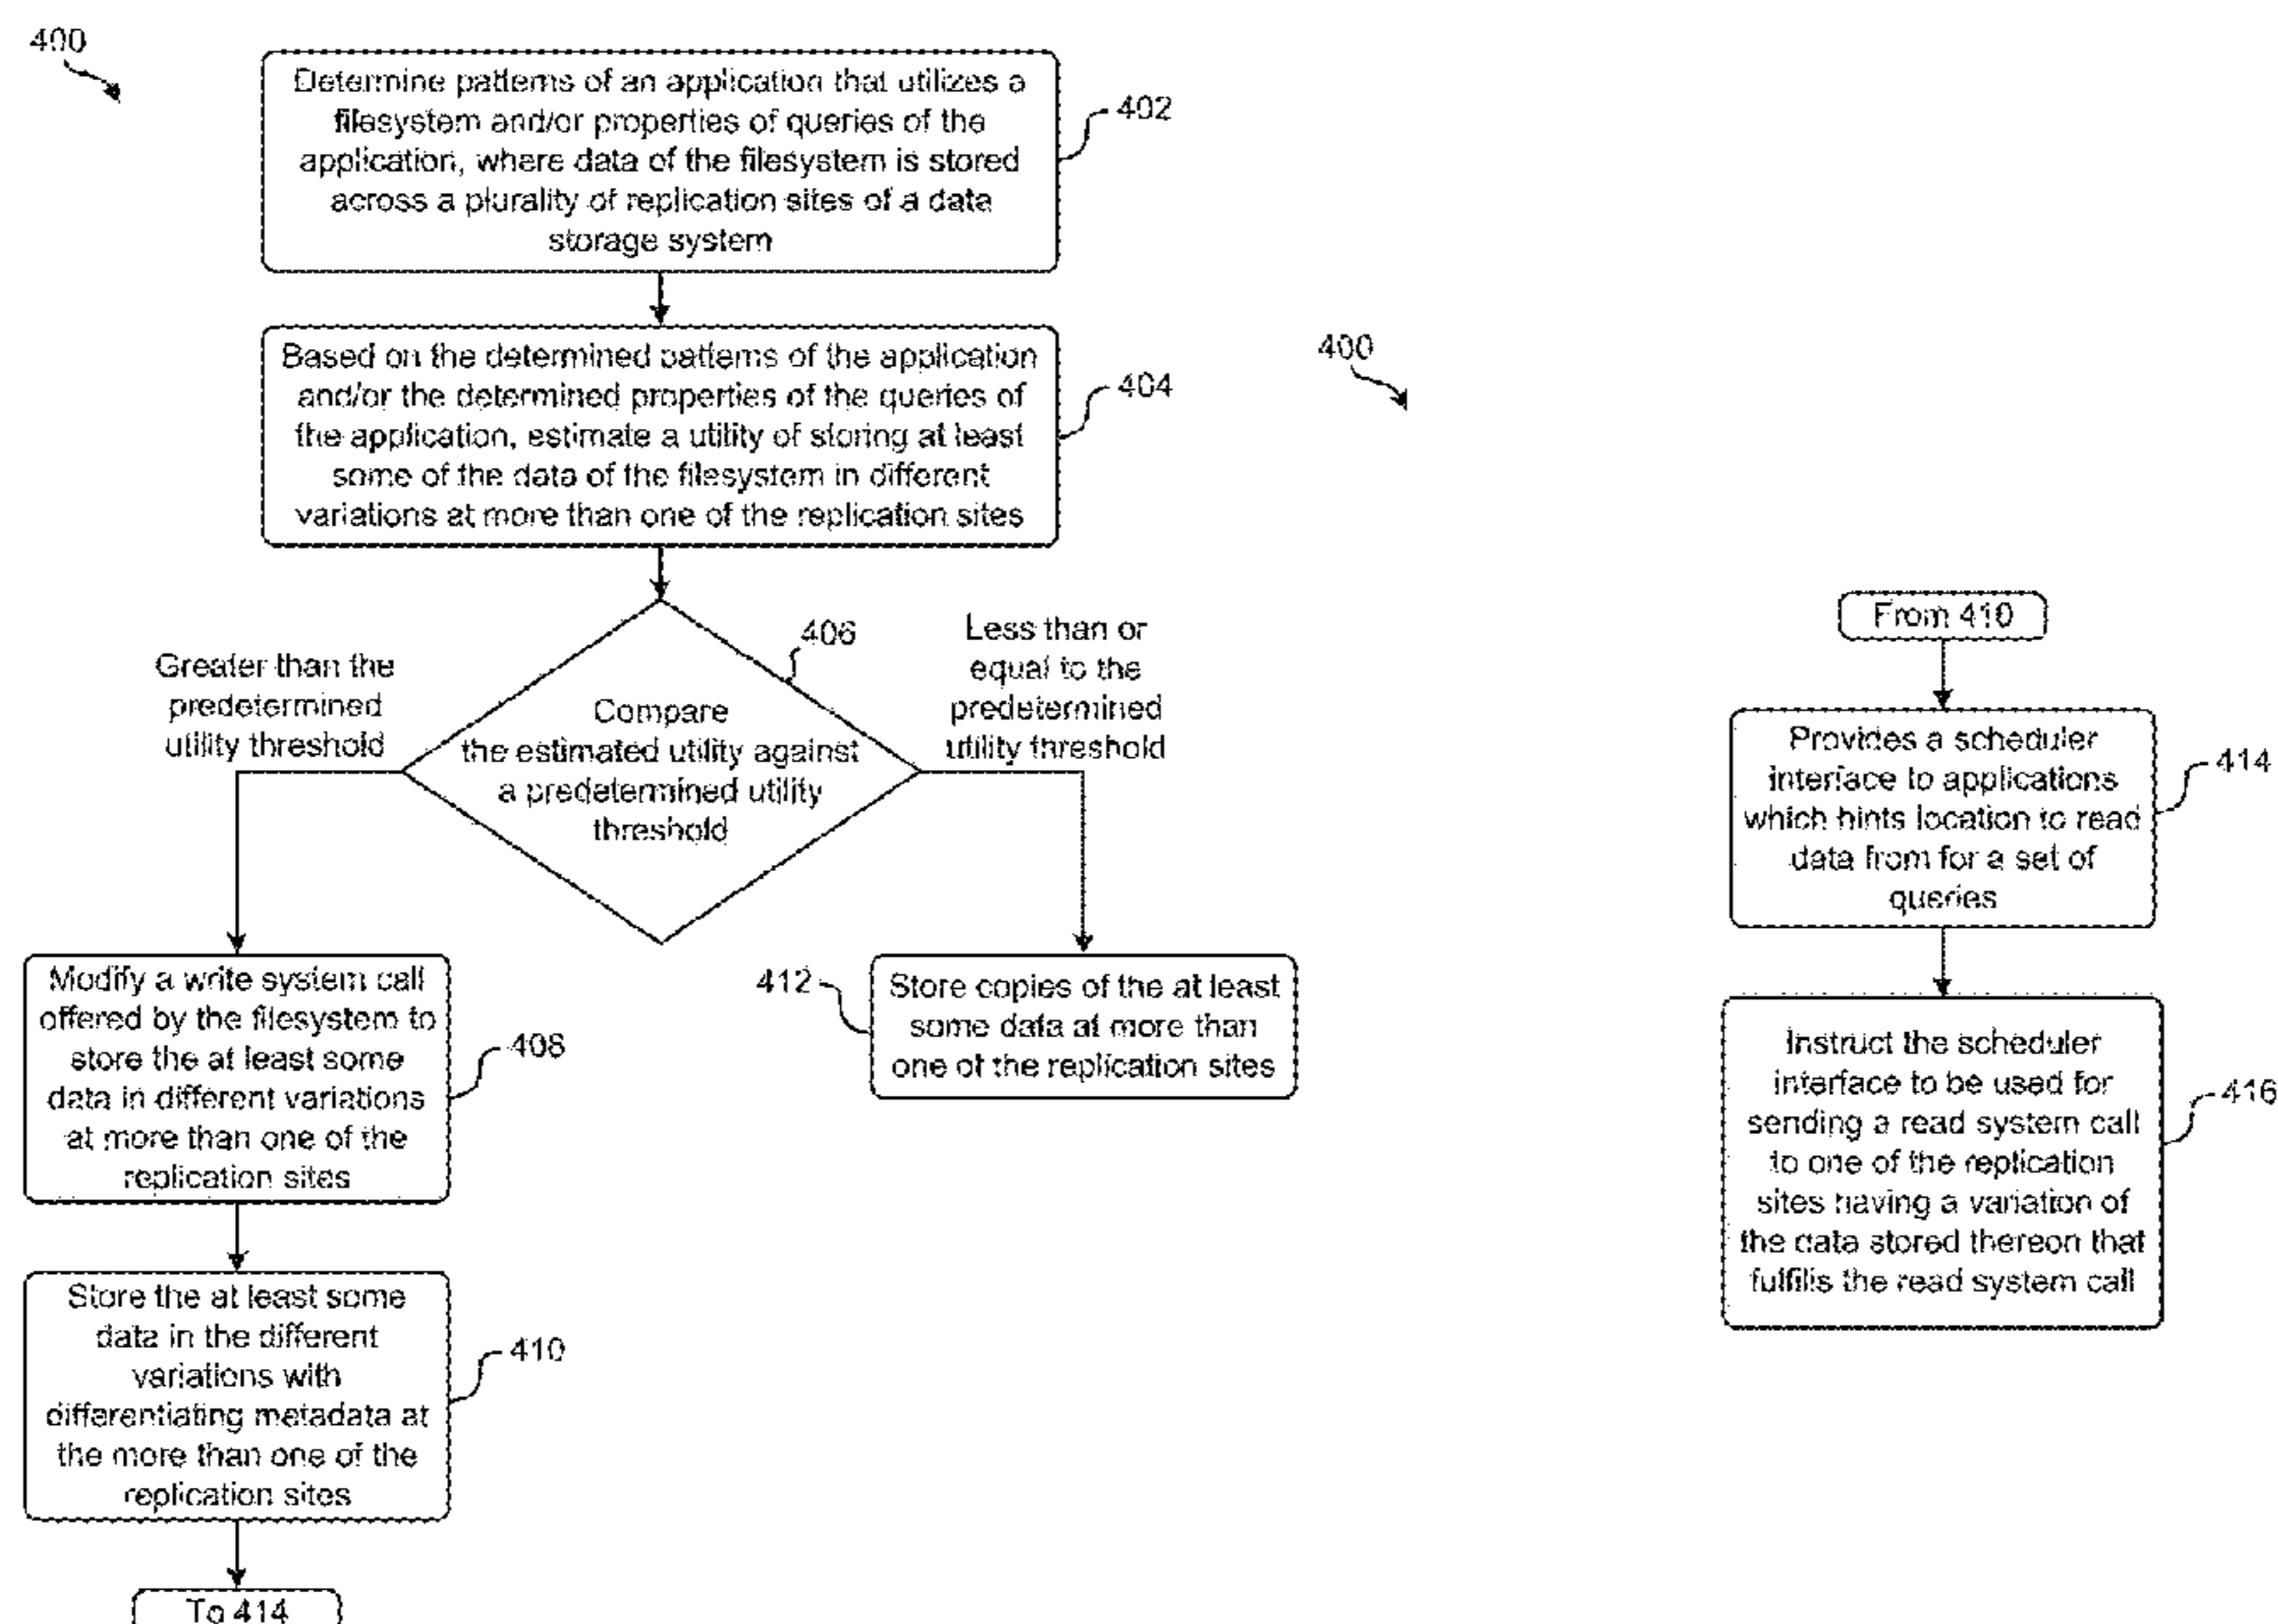 400
Determine patterns of an application that utilizes a
filesystem and/or properties of queries of the
application, where data of the filesystem is stored
across a plurality of replication sites of a data
storage system
402
Based on the determined patterns of the application
and/or the determined properties of the queries of
the application, estimate a utility of storing at least
some of the data of the filesystem in different
variations at more than one of the replication sites
404
406
Compare
the estimated utility against
a predetermined utility
threshold
Greater than the
predetermined
utility threshold
Less than or
equal to the
predetermined
utility threshold
Modify a write system call
offered by the filesystem to
store the at least some
data in different variations
at more than one of the
replication sites
408
412
Store copies of the at least
some data at more than
one of the replication sites
Store the at least some
data in the different
variations with
differentiating metadata at
the more than one of the
replication sites
410
To 414
400
From 410
Provides a scheduler
interface to applications
which hints location to read
data from for a set of
queries
414
Instruct the scheduler
interface to be used for
sending a read system call
to one of the replication
sites having a variation of
the data stored thereon that
fulfills the read system call
416